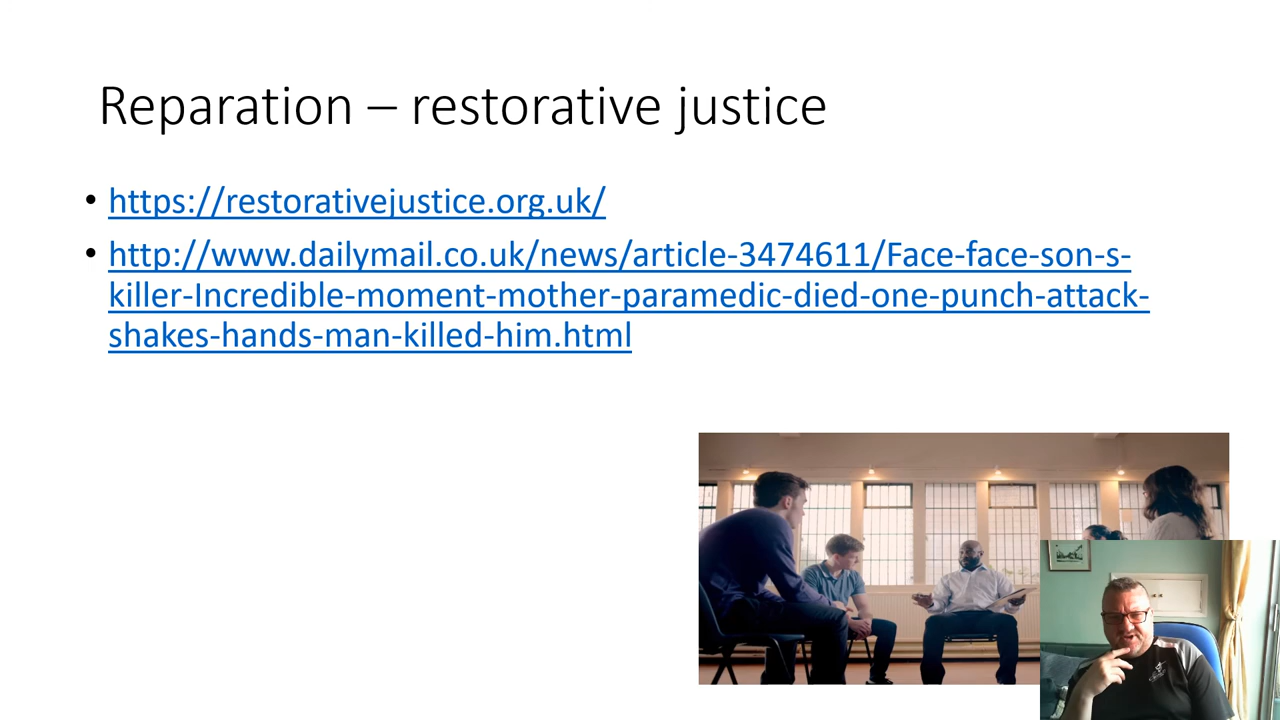 Reparation – restorative justice
• https://restorativejustice.org.uk/
• http://www.dailymail.co.uk/news/article-3474611/Face-face-son-s-
killer-Incredible-moment-mother-paramedic-died-one-punch-attack-
shakes-hands-man-killed-him.html